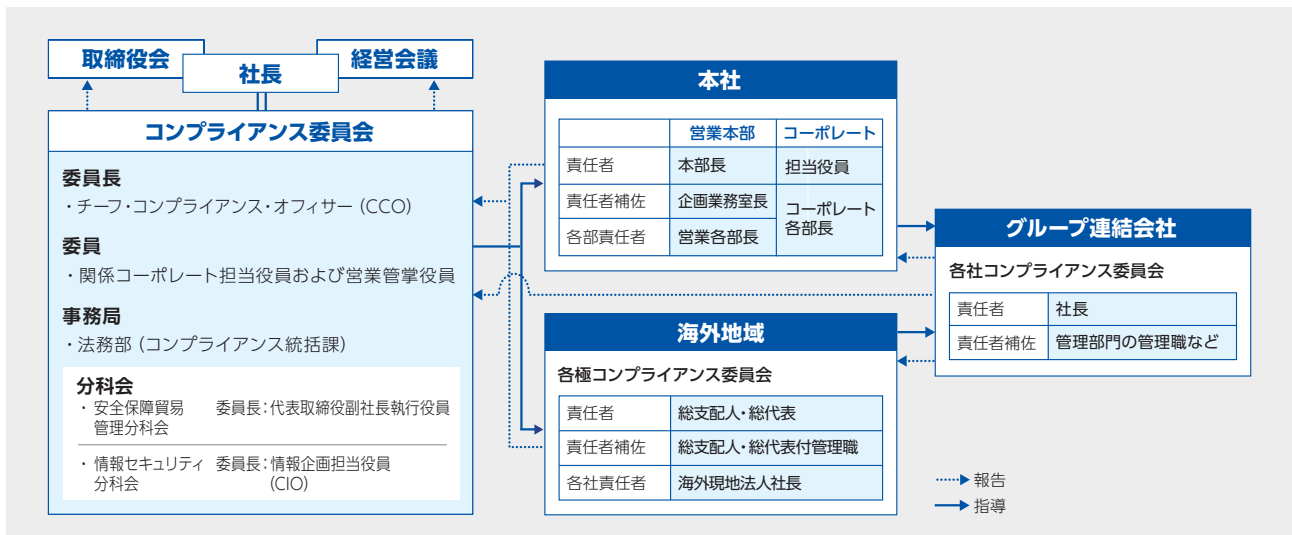 取締役会
社長
経営会議
コンプライアンス委員会
委員長
・チーフ・コンプライアンス・オフィサー（CCO）
委員
・関係コーポレート担当役員および営業管掌役員
事務局
・法務部（コンプライアンス統括課）
分科会
・安全保障貿易 委員長：代表取締役副社長執行役員
管理分科会
・情報セキュリティ 委員長：情報企画担当役員
分科会 (CIO)
本社
営業本部 コーポレート
責任者 本部長 担当役員
責任者補佐 企画業務室長 コーポレート
各部長
各部責任者 営業各部長
海外地域
各極コンプライアンス委員会
責任者 総支配人・総代表
責任者補佐 総支配人・総代表付管理職
各社責任者 海外現地法人社長
グループ連結会社
各社コンプライアンス委員会
責任者 社長
責任者補佐 管理部門の管理職など
報告
指導